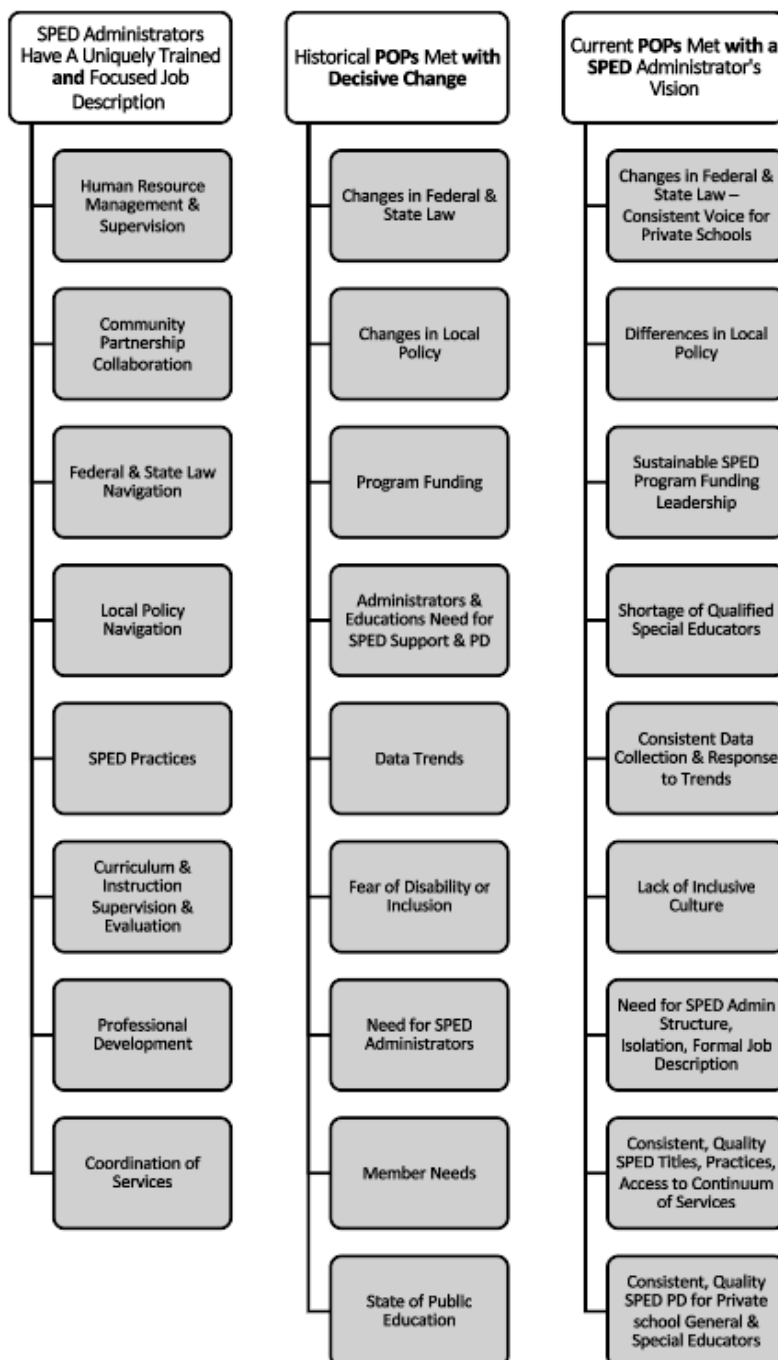 SPED Administrators
Have A Uniquely Trained
and Focused Job
Description
Human Resource
Management &
Supervision
Community
Partnership
Collaboration
Federal & State Law
Navigation
Local Policy
Navigation
SPED Practices
Curriculum &
Instruction
Supervision &
Evaluation
Professional
Development
Coordination of
Services
Historical POPs Met with
Decisive Change
Changes in Federal &
State Law
Changes in Local
Policy
Program Funding
Administrators &
Educations Need for
SPED Support & PD
Data Trends
Fear of Disability or
Inclusion
Need for SPED
Administrators
Member Needs
State of Public
Education
Current POPs Met with a
SPED Administrator's
Vision
Changes in Federal &
State Law –
Consistent Voice for
Private Schools
Differences in Local
Policy
Sustainable SPED
Program Funding
Leadership
Shortage of Qualified
Special Educators
Consistent Data
Collection & Response
to Trends
Lack of Inclusive
Culture
Need for SPED Admin
Structure,
Isolation, Formal Job
Description
Consistent, Quality
SPED Titles, Practices,
Access to Continuum
of Services
Consistent, Quality
SPED PD for Private
school General &
Special Educators